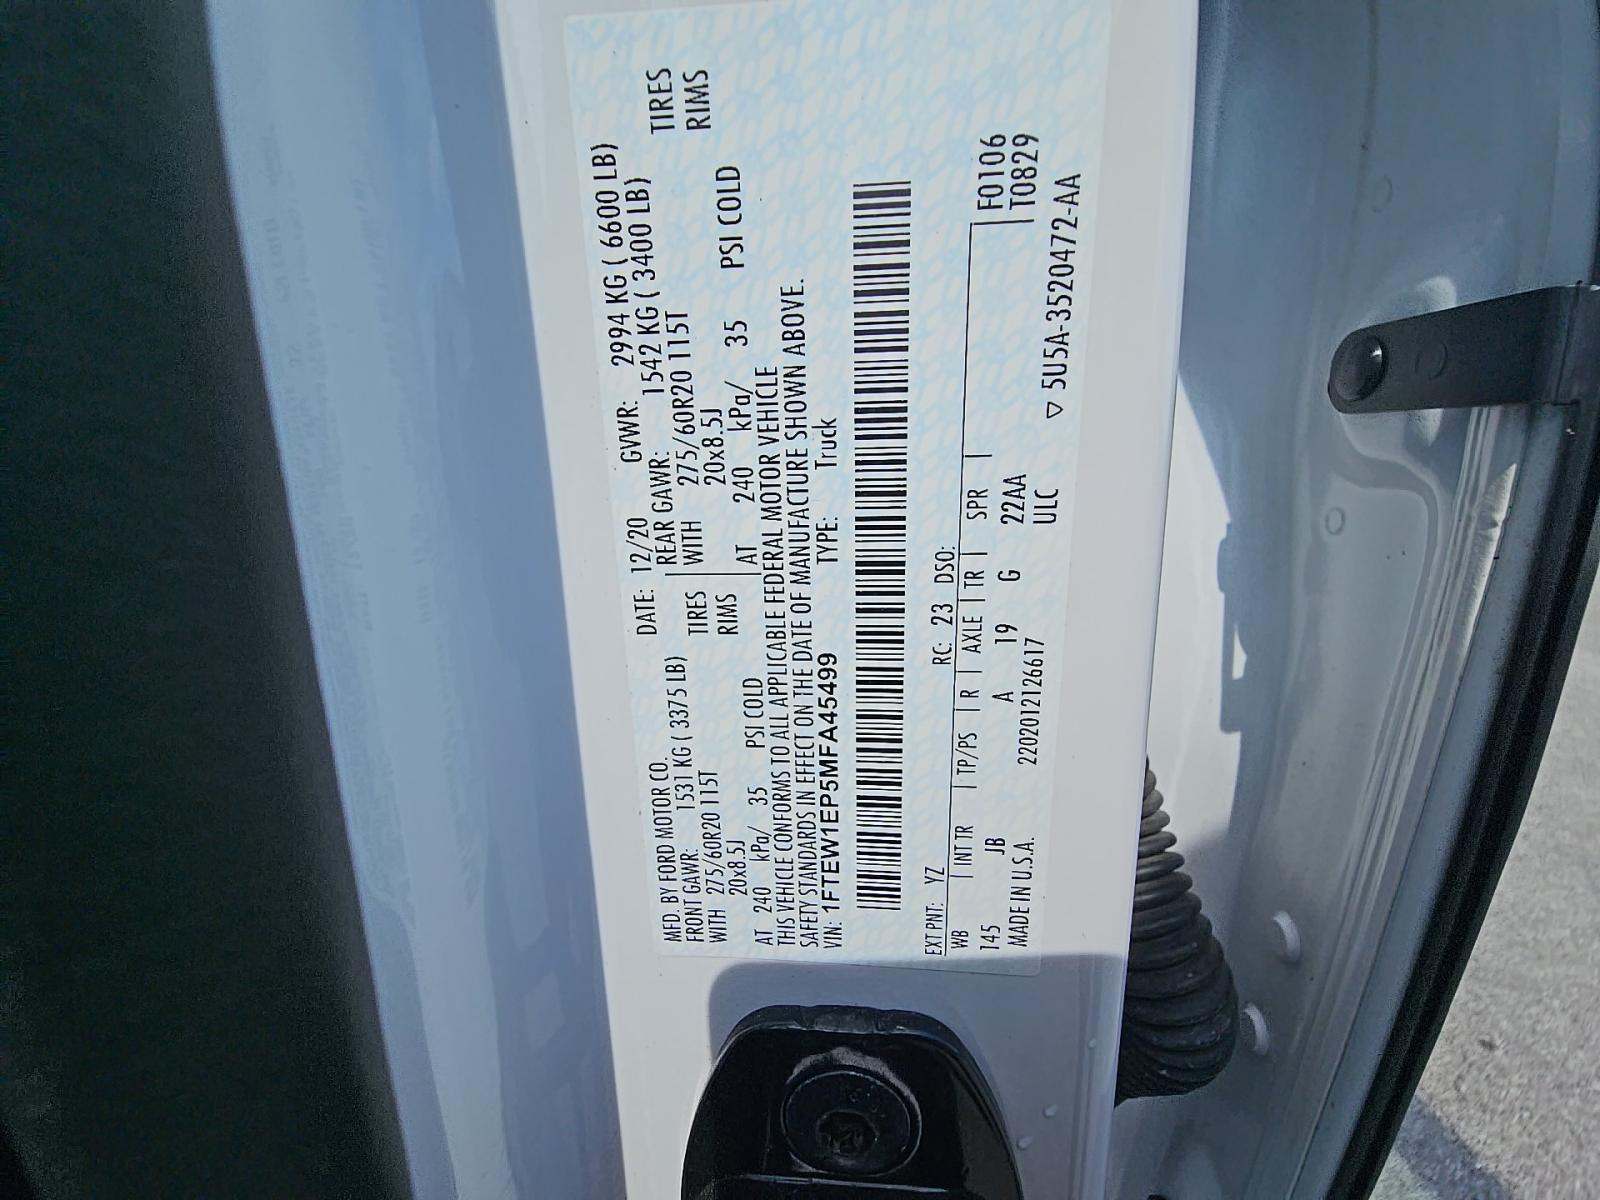 MFD. BY FORD MOTOR CO. DATE: 12/20 GVWR: 2994 KG ( 6600 LB)
FRONT GAWR: 1531 KG ( 3375 LB) REAR GAWR: 1542 KG ( 3400 LB)
WITH 275/60R20 115T TIRES WITH 275/60R20 115T TIRES
20x8.5J RIMS 20x8.5J RIMS
AT 240 kPa/ 35 PSI COLD AT 240 kPa/ 35 PSI COLD
THIS VEHICLE CONFORMS TO ALL APPLICABLE FEDERAL MOTOR VEHICLE
SAFETY STANDARDS IN EFFECT ON THE DATE OF MANUFACTURE SHOWN ABOVE.
VIN: 1FTEW1EP5MFA45499 TYPE: Truck
EXT PNT: YZ RC: 23 DSO:
WB INT TR TP/PS R AXLE TR SPR F0106
145 JB A 19 G 22AA T0829
MADE IN U.S.A. 2202012126617 ULC
▽ 5U5A-3520472-AA